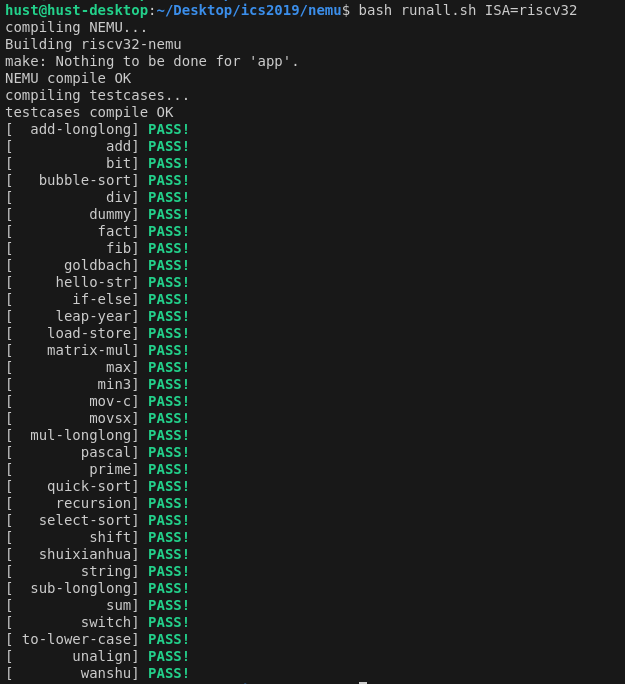 hust@hust-desktop:~/Desktop/ics2019/nemu$ bash runall.sh ISA=riscv32
compiling NEMU...
Building riscv32-nemu
make: Nothing to be done for 'app'.
NEMU compile OK
compiling testcases...
testcases compile OK
[  add-longlong] PASS!
[           add] PASS!
[           bit] PASS!
[   bubble-sort] PASS!
[           div] PASS!
[         dummy] PASS!
[          fact] PASS!
[           fib] PASS!
[      goldbach] PASS!
[     hello-str] PASS!
[       if-else] PASS!
[     leap-year] PASS!
[    load-store] PASS!
[    matrix-mul] PASS!
[           max] PASS!
[          min3] PASS!
[         mov-c] PASS!
[         movsx] PASS!
[  mul-longlong] PASS!
[        pascal] PASS!
[         prime] PASS!
[    quick-sort] PASS!
[     recursion] PASS!
[   select-sort] PASS!
[         shift] PASS!
[   shuixianhua] PASS!
[        string] PASS!
[  sub-longlong] PASS!
[           sum] PASS!
[        switch] PASS!
[ to-lower-case] PASS!
[       unalign] PASS!
[        wanshu] PASS!